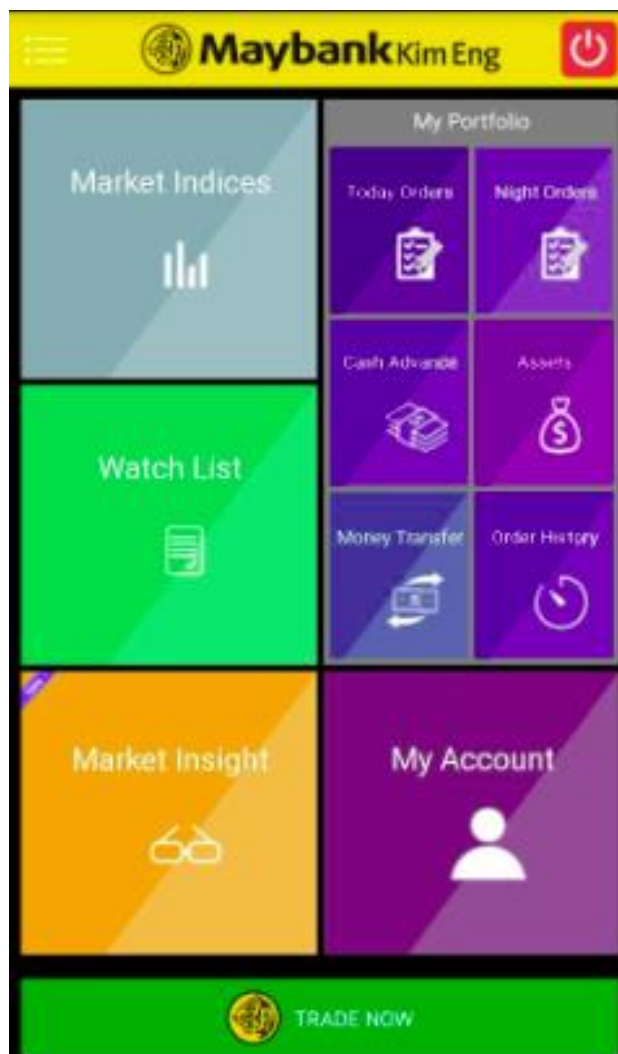 Maybank Kim Eng
Market Indices
My Portfolio
Today Orders
Night Orders
Cash Advance
Assets
Watch List
Money Transfer
Order History
Market Insight
My Account
TRADE NOW